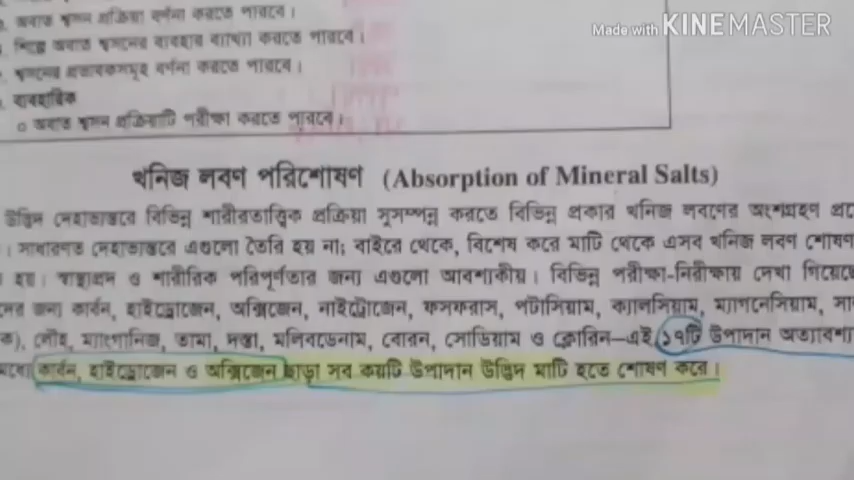 Made with KINEMASTER
অবাত শ্বসন প্রক্রিয়া বর্ণনা করতে পারবে।
শিল্পে অবাত শ্বসনের ব্যবহার ব্যাখ্যা করতে পারবে।
শ্বসনের প্রভাবকসমূহ বর্ণনা করতে পারবে।
ব্যবহারিক
০ অবাত শ্বসন প্রক্রিয়াটি পরীক্ষা করতে পারবে।
খনিজ লবণ পরিশোষণ (Absorption of Mineral Salts)
উদ্ভিদ দেহাভ্যন্তরে বিভিন্ন শারীরতাত্ত্বিক প্রক্রিয়া সুসম্পন্ন করতে বিভিন্ন প্রকার খনিজ লবণের অংশগ্রহণ
। সাধারণত দেহাভ্যন্তরে এগুলো তৈরি হয় না; বাইরে থেকে, বিশেষ করে মাটি থেকে এসব খনিজ লবণ শোষণ
হয়। স্বাস্থ্যপ্রদ ও শারীরিক পরিপূর্ণতার জন্য এগুলো আবশ্যকীয়। বিভিন্ন পরীক্ষা-নিরীক্ষায় দেখা গিয়েছে
জন্য কার্বন, হাইড্রোজেন, অক্সিজেন, নাইট্রোজেন, ফসফরাস, পটাসিয়াম, ক্যালসিয়াম, ম্যাগনেসিয়াম,
), লৌহ, ম্যাংগানিজ, তামা, দস্তা, মলিবডেনাম, বোরন, সোডিয়াম ও ক্লোরিন—এই ১৭টি উপাদান
কার্বন, হাইড্রোজেন ও অক্সিজেন ছাড়া সব কয়টি উপাদান উদ্ভিদ মাটি হতে শোষণ করে।